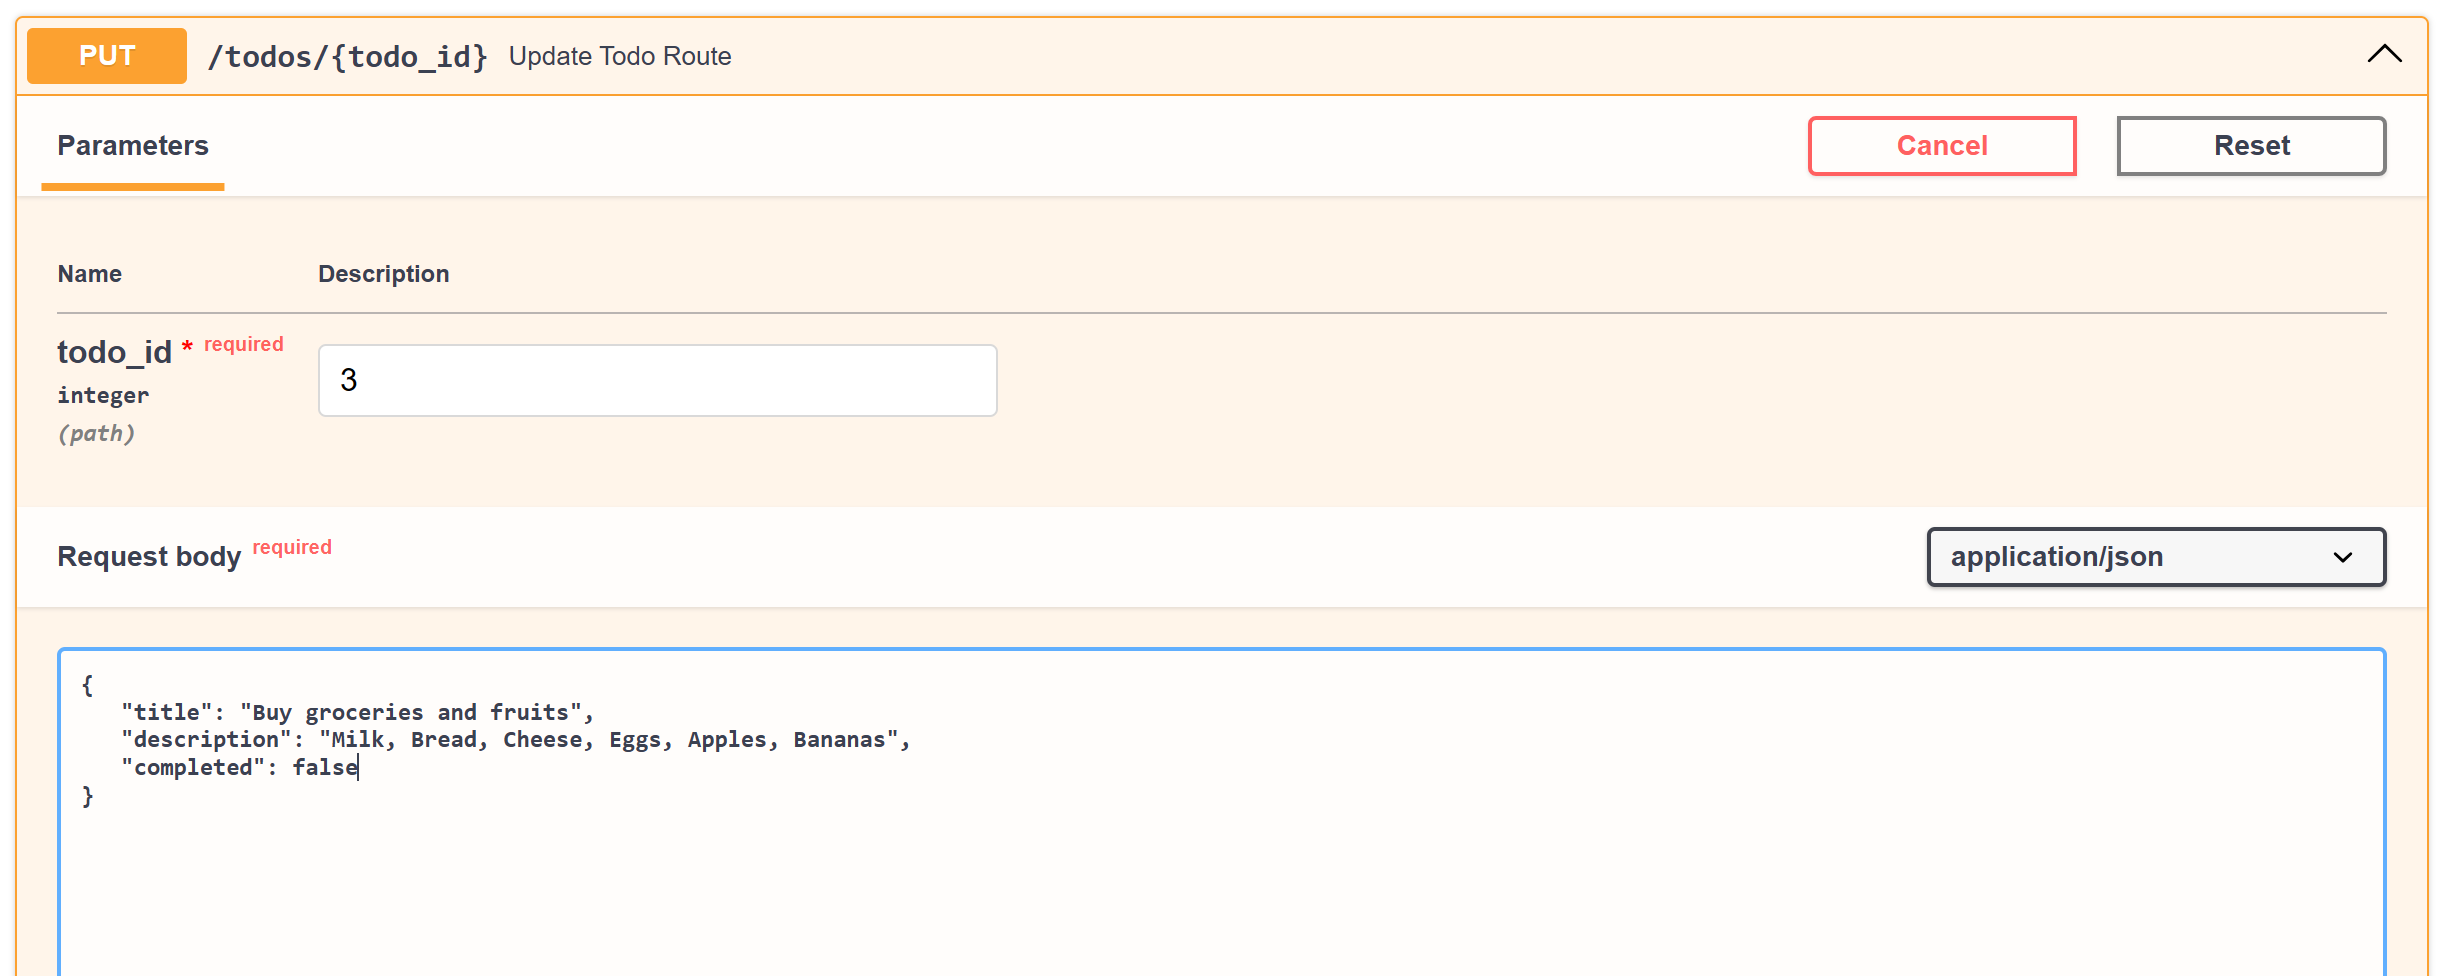 PUT /todos/{todo_id} Update Todo Route
Parameters Cancel Reset
Name Description
todo_id * required
integer
(path)
3
Request body required application/json
{
"title": "Buy groceries and fruits",
"description": "Milk, Bread, Cheese, Eggs, Apples, Bananas",
"completed": false
}